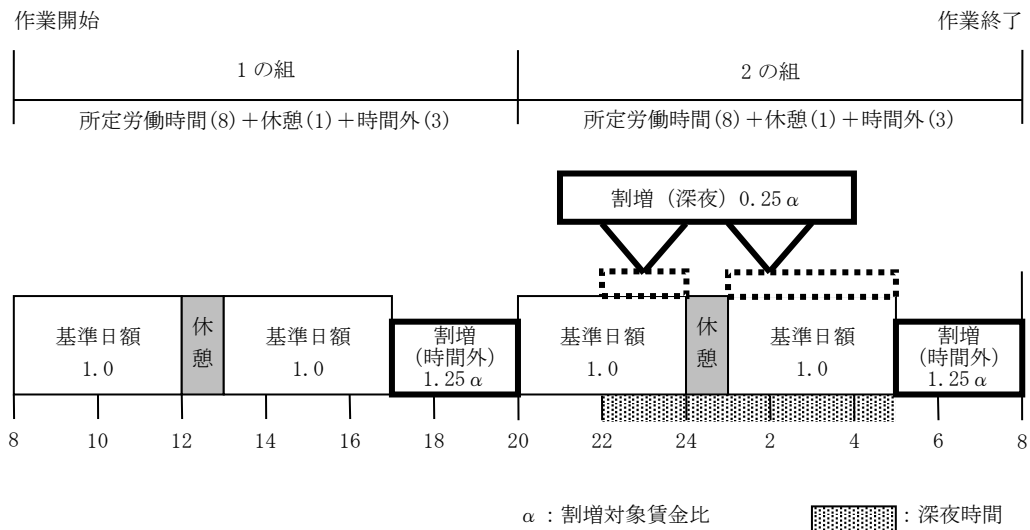 作業開始
作業終了
1の組
2の組
所定労働時間(8)+休憩(1)+時間外(3)
所定労働時間(8)+休憩(1)+時間外(3)
割増(深夜)0.25α
基準日額
1.0
休
憩
基準日額
1.0
割増
(時間外)
1.25α
基準日額
1.0
休
憩
基準日額
1.0
割増
(時間外)
1.25α
8 10 12 14 16 18 20 22 24 2 4 6 8
α:割増対象賃金比
:深夜時間